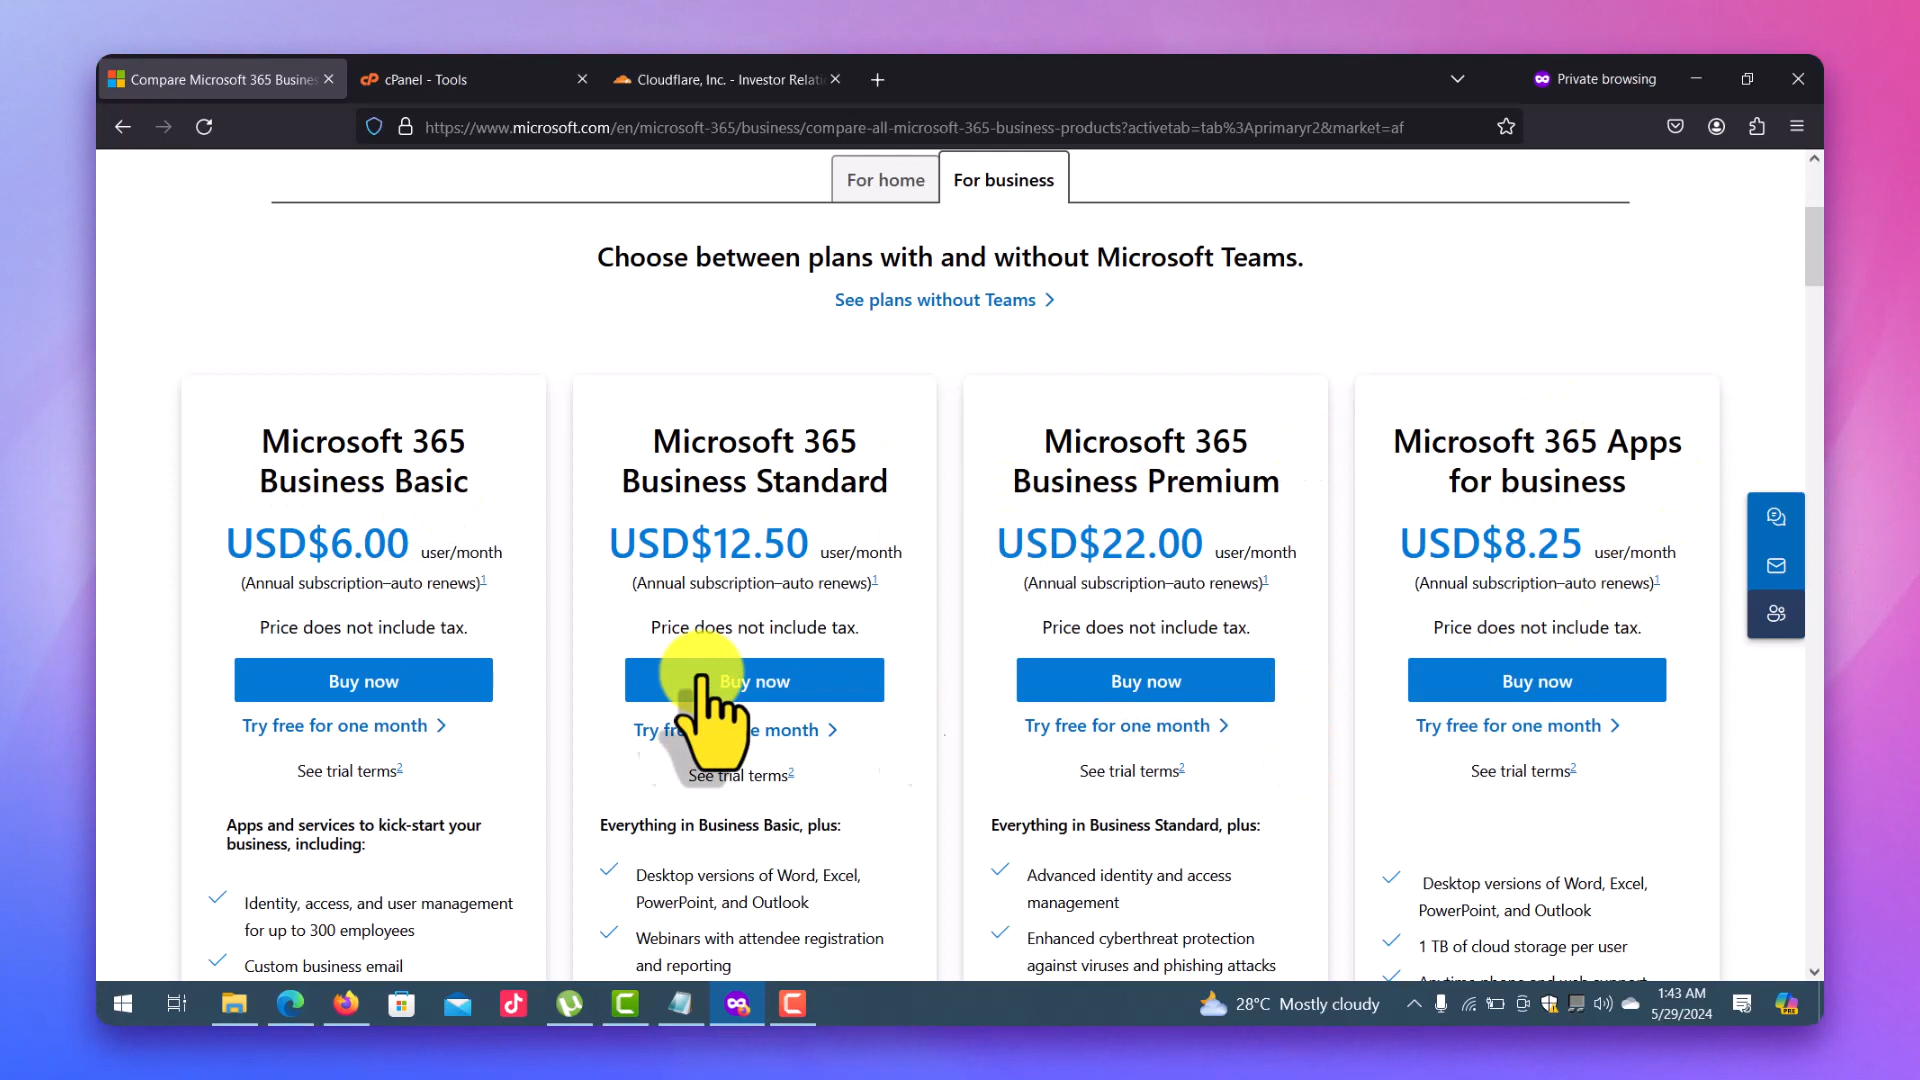 Compare Microsoft 365 Busines
cPanel - Tools
Cloudflare, Inc. - Investor Relati
Private browsing
https://www.microsoft.com/en/microsoft-365/business/compare-all-microsoft-365-business-products?activetab=tab%3Aprimaryr2&market=af
For home
For business
Choose between plans with and without Microsoft Teams.
See plans without Teams
Microsoft 365
Business Basic
USD$6.00 user/month
(Annual subscription–auto renews)1
Price does not include tax.
Buy now
Try free for one month
See trial terms2
Apps and services to kick-start your
business, including:
Identity, access, and user management
for up to 300 employees
Custom business email
Microsoft 365
Business Standard
USD$12.50 user/month
(Annual subscription–auto renews)1
Price does not include tax.
Buy now
Try month
See trial terms2
Everything in Business Basic, plus:
Desktop versions of Word, Excel,
PowerPoint, and Outlook
Webinars with attendee registration
and reporting
Microsoft 365
Business Premium
USD$22.00 user/month
(Annual subscription–auto renews)1
Price does not include tax.
Buy now
Try free for one month
See trial terms2
Everything in Business Standard, plus:
Advanced identity and access
management
Enhanced cyberthreat protection
against viruses and phishing attacks
Microsoft 365 Apps
for business
USD$8.25 user/month
(Annual subscription–auto renews)1
Price does not include tax.
Buy now
Try free for one month
See trial terms2
Desktop versions of Word, Excel,
PowerPoint, and Outlook
1 TB of cloud storage per user
28°C Mostly cloudy
1:43 AM
5/29/2024